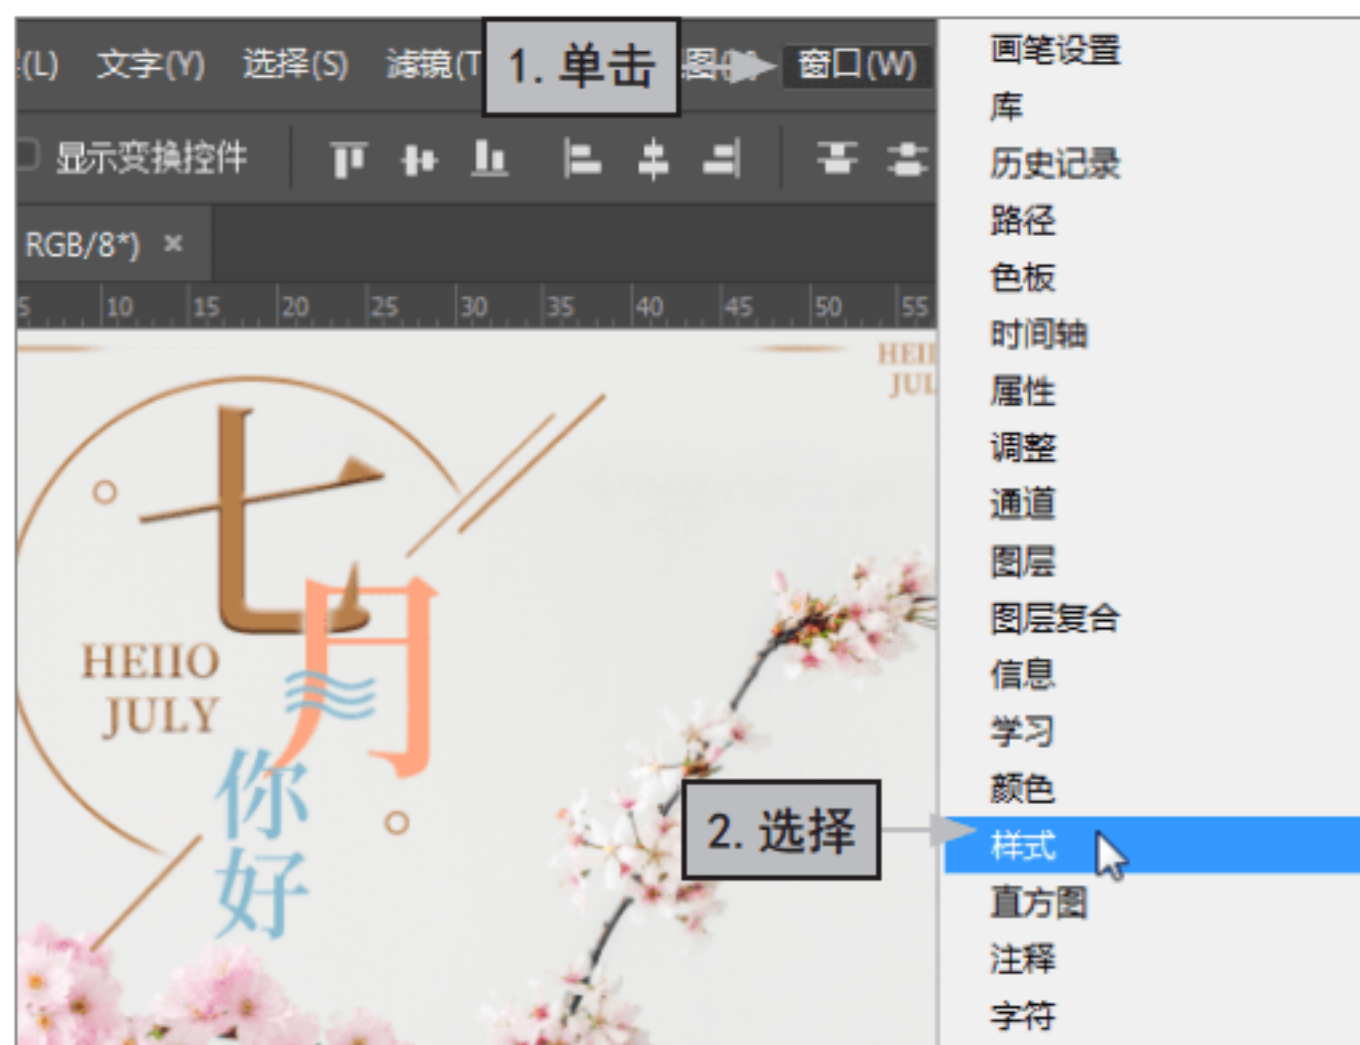 (L) 文字(Y) 选择(S) 滤镜(T 1. 单击 图 窗口(W)
显示变换控件
RGB/8*) ×
5 10 15 20 25 30 35 40 45 50 55
七月
HEIIO
JULY
你好
HEII
JUL
2. 选择
画笔设置
库
历史记录
路径
色板
时间轴
属性
调整
通道
图层
图层复合
信息
学习
颜色
样式
直方图
注释
字符